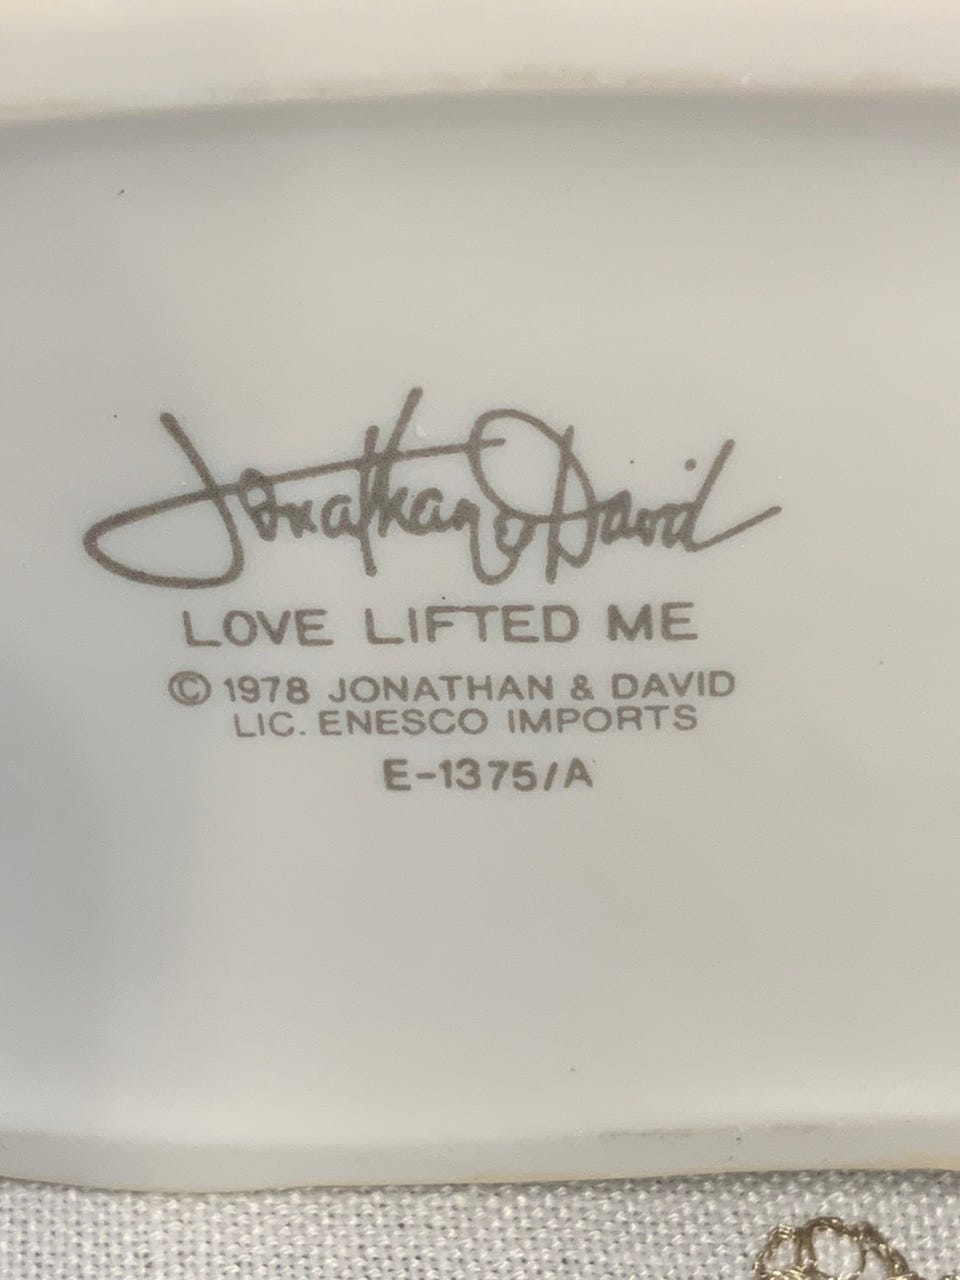 Jonathan & David
LOVE LIFTED ME
© 1978 JONATHAN & DAVID
LIC. ENESCO IMPORTS
E-1375/A